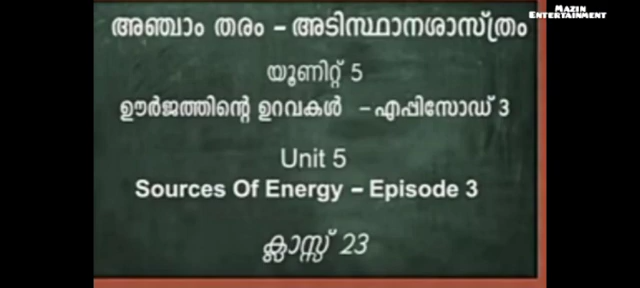 MAZIN
ENTERTAINMENT
അഞ്ചാം തരം – അടിസ്ഥാനശാസ്ത്രം
യൂണിറ്റ് 5
ഊർജത്തിന്റെ ഉറവകൾ – എപ്പിസോഡ് 3
Unit 5
Sources Of Energy – Episode 3
ക്ലാസ്സ് 23